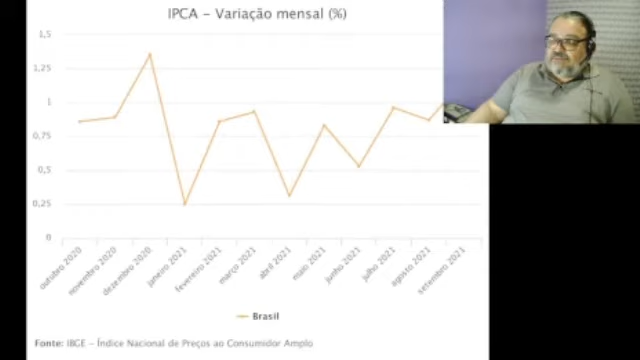 IPCA – Variação mensal (%)
1,5
1,25
1
0,75
0,5
0,25
0
outubro 2020
novembro 2020
dezembro 2020
janeiro 2021
fevereiro 2021
março 2021
abril 2021
maio 2021
junho 2021
julho 2021
agosto 2021
setembro 2021
Brasil
Fonte: IBGE – Índice Nacional de Preços ao Consumidor Amplo